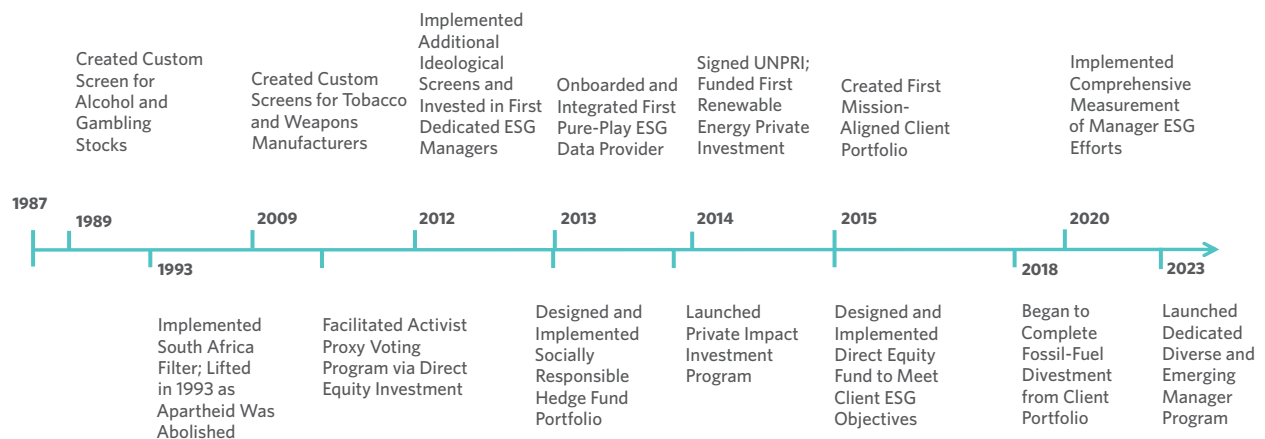 Created Custom
Screen for
Alcohol and
Gambling
Stocks
Created Custom
Screens for Tobacco
and Weapons
Manufacturers
Implemented
Additional
Ideological
Screens and
Invested in First
Dedicated ESG
Managers
Onboarded and
Integrated First
Pure-Play ESG
Data Provider
Signed UNPRI;
Funded First
Renewable
Energy Private
Investment
Created First
Mission-
Aligned Client
Portfolio
Implemented
Comprehensive
Measurement
of Manager ESG
Efforts
1987
1989
2009
2012
2013
2014
2015
2020
1993
2018
2023
Implemented
South Africa
Filter; Lifted
in 1993 as
Apartheid Was
Abolished
Facilitated Activist
Proxy Voting
Program via Direct
Equity Investment
Designed and
Implemented
Socially
Responsible
Hedge Fund
Portfolio
Launched
Private Impact
Investment
Program
Designed and
Implemented
Direct Equity
Fund to Meet
Client ESG
Objectives
Began to
Complete
Fossil-Fuel
Divestment
from Client
Portfolio
Launched
Dedicated
Diverse and
Emerging
Manager
Program